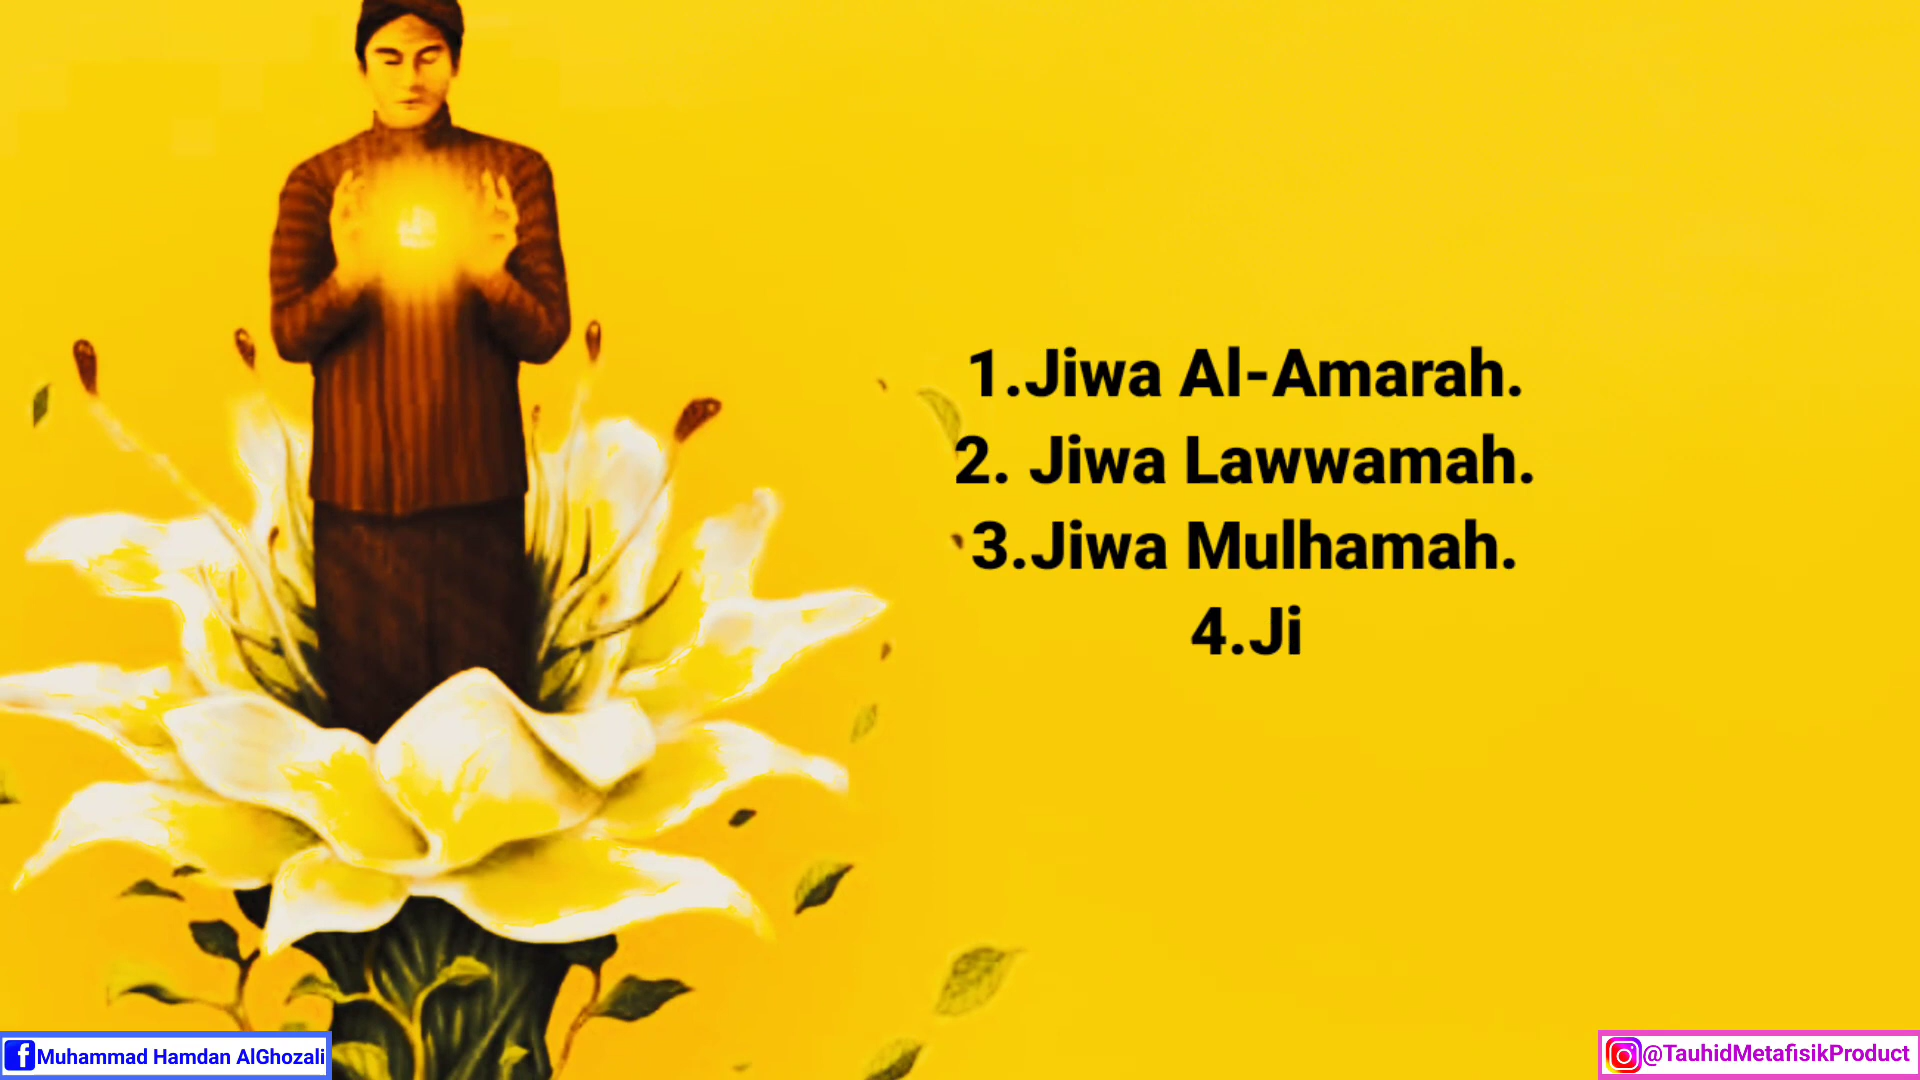 1.Jiwa Al-Amarah.
2. Jiwa Lawwamah.
3.Jiwa Mulhamah.
4.Ji
Muhammad Hamdan AlGhozali
@TauhidMetafisikProduct